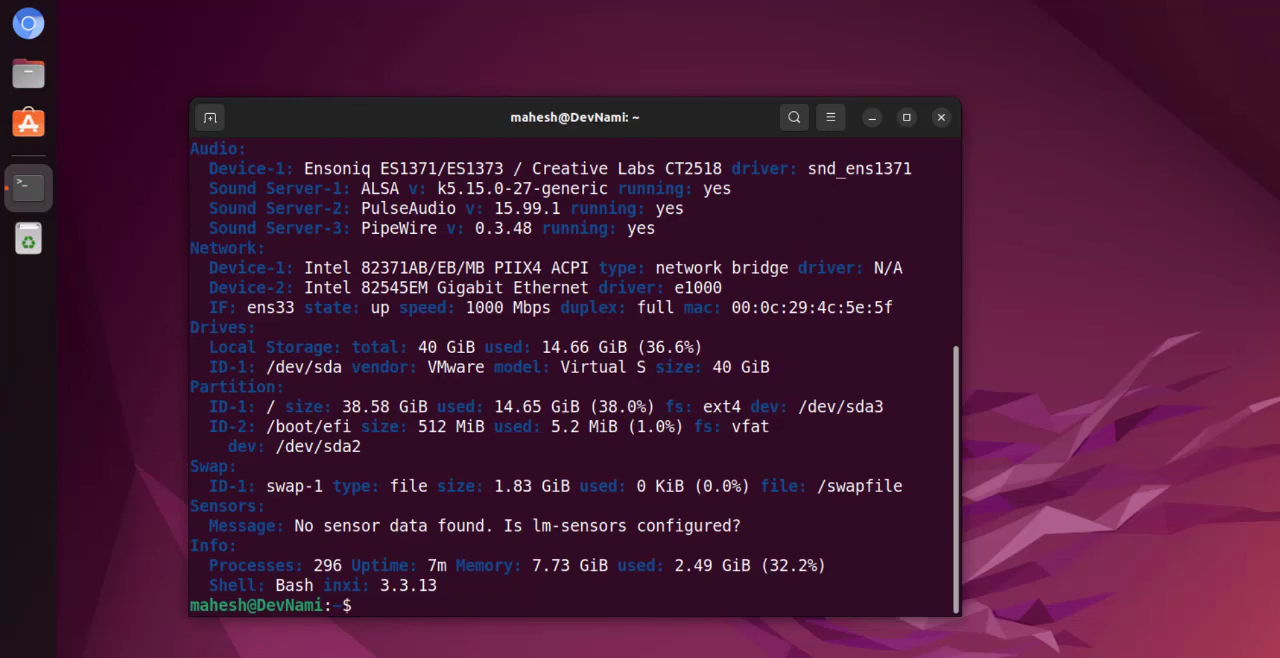 mahesh@DevNami: ~
Audio:
Device-1: Ensoniq ES1371/ES1373 / Creative Labs CT2518 driver: snd_ens1371
Sound Server-1: ALSA v: k5.15.0-27-generic running: yes
Sound Server-2: PulseAudio v: 15.99.1 running: yes
Sound Server-3: PipeWire v: 0.3.48 running: yes
Network:
Device-1: Intel 82371AB/EB/MB PIIX4 ACPI type: network bridge driver: N/A
Device-2: Intel 82545EM Gigabit Ethernet driver: e1000
IF: ens33 state: up speed: 1000 Mbps duplex: full mac: 00:0c:29:4c:5e:5f
Drives:
Local Storage: total: 40 GiB used: 14.66 GiB (36.6%)
ID-1: /dev/sda vendor: VMware model: Virtual S size: 40 GiB
Partition:
ID-1: / size: 38.58 GiB used: 14.65 GiB (38.0%) fs: ext4 dev: /dev/sda3
ID-2: /boot/efi size: 512 MiB used: 5.2 MiB (1.0%) fs: vfat
dev: /dev/sda2
Swap:
ID-1: swap-1 type: file size: 1.83 GiB used: 0 KiB (0.0%) file: /swapfile
Sensors:
Message: No sensor data found. Is lm-sensors configured?
Info:
Processes: 296 Uptime: 7m Memory: 7.73 GiB used: 2.49 GiB (32.2%)
Shell: Bash inxi: 3.3.13
mahesh@DevNami:~$